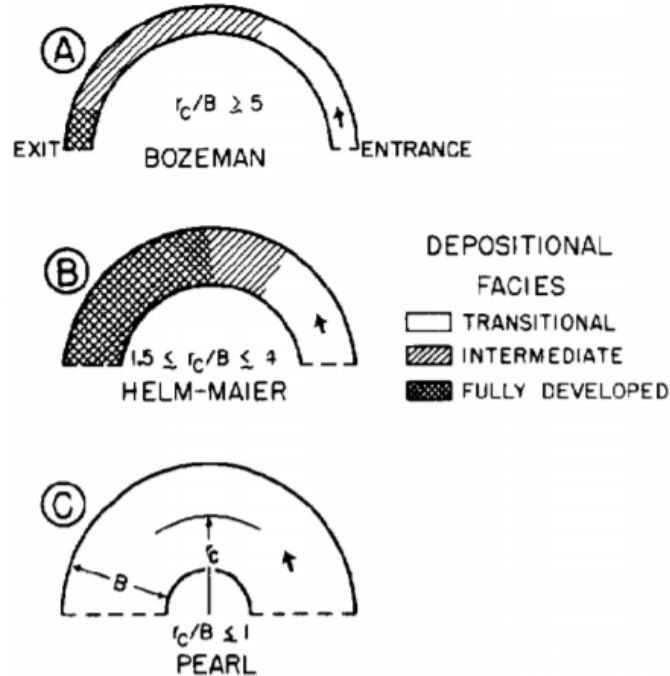 A
r_c/B ≥ 5
EXIT
ENTRANCE
BOZEMAN
B
1.5 ≤ r_c/B ≤ 4
HELM-MAIER
DEPOSITIONAL
FACIES
TRANSITIONAL
INTERMEDIATE
FULLY DEVELOPED
C
r_c
B
r_c/B ≤ 1
PEARL